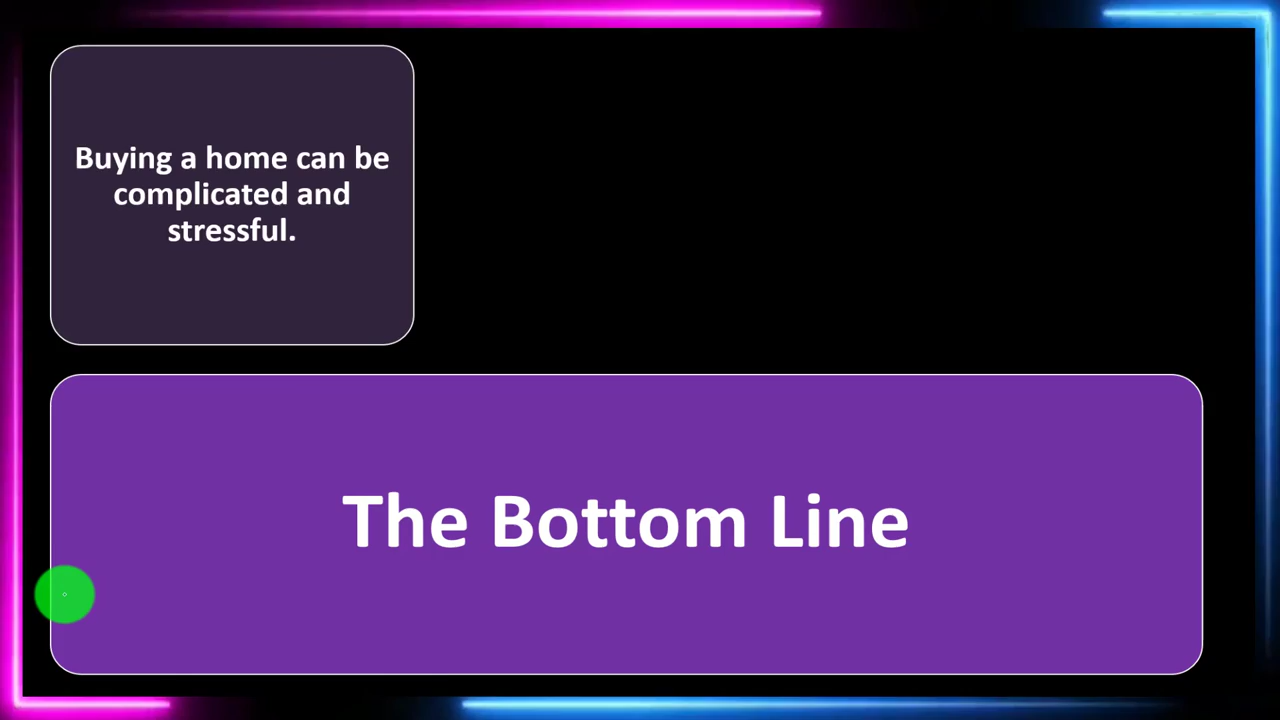 Buying a home can be
complicated and
stressful.
The Bottom Line